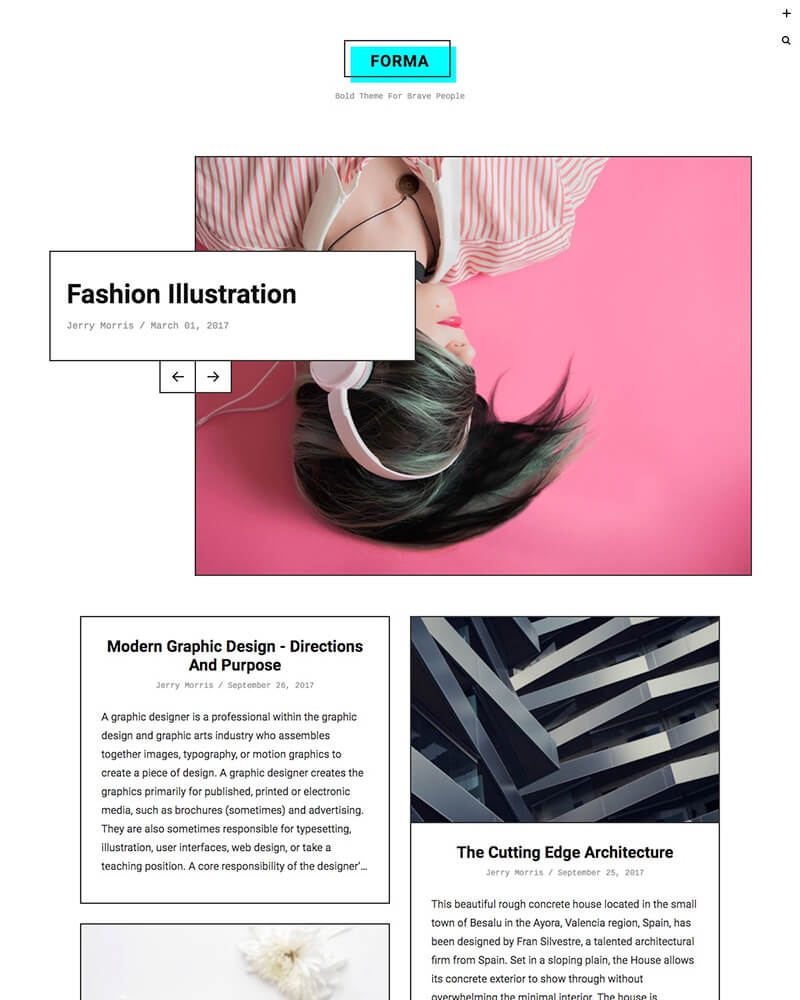 FORMA
Bold Theme For Brave People
Fashion Illustration
Jerry Morris / March 01, 2017
Modern Graphic Design - Directions
And Purpose
Jerry Morris / September 26, 2017
A graphic designer is a professional within the graphic
design and graphic arts industry who assembles
together images, typography, or motion graphics to
create a piece of design. A graphic designer creates the
graphics primarily for published, printed or electronic
media, such as brochures (sometimes) and advertising.
They are also sometimes responsible for typesetting,
illustration, user interfaces, web design, or take a
teaching position. A core responsibility of the designer'...
The Cutting Edge Architecture
Jerry Morris / September 25, 2017
This beautiful rough concrete house located in the small
town of Besalu in the Ayora, Valencia region, Spain, has
been designed by Fran Silvestre, a talented architectural
firm from Spain. Set in a sloping plain, the House allows
its concrete exterior to show through without
overwhelming the minimal interior. The house is